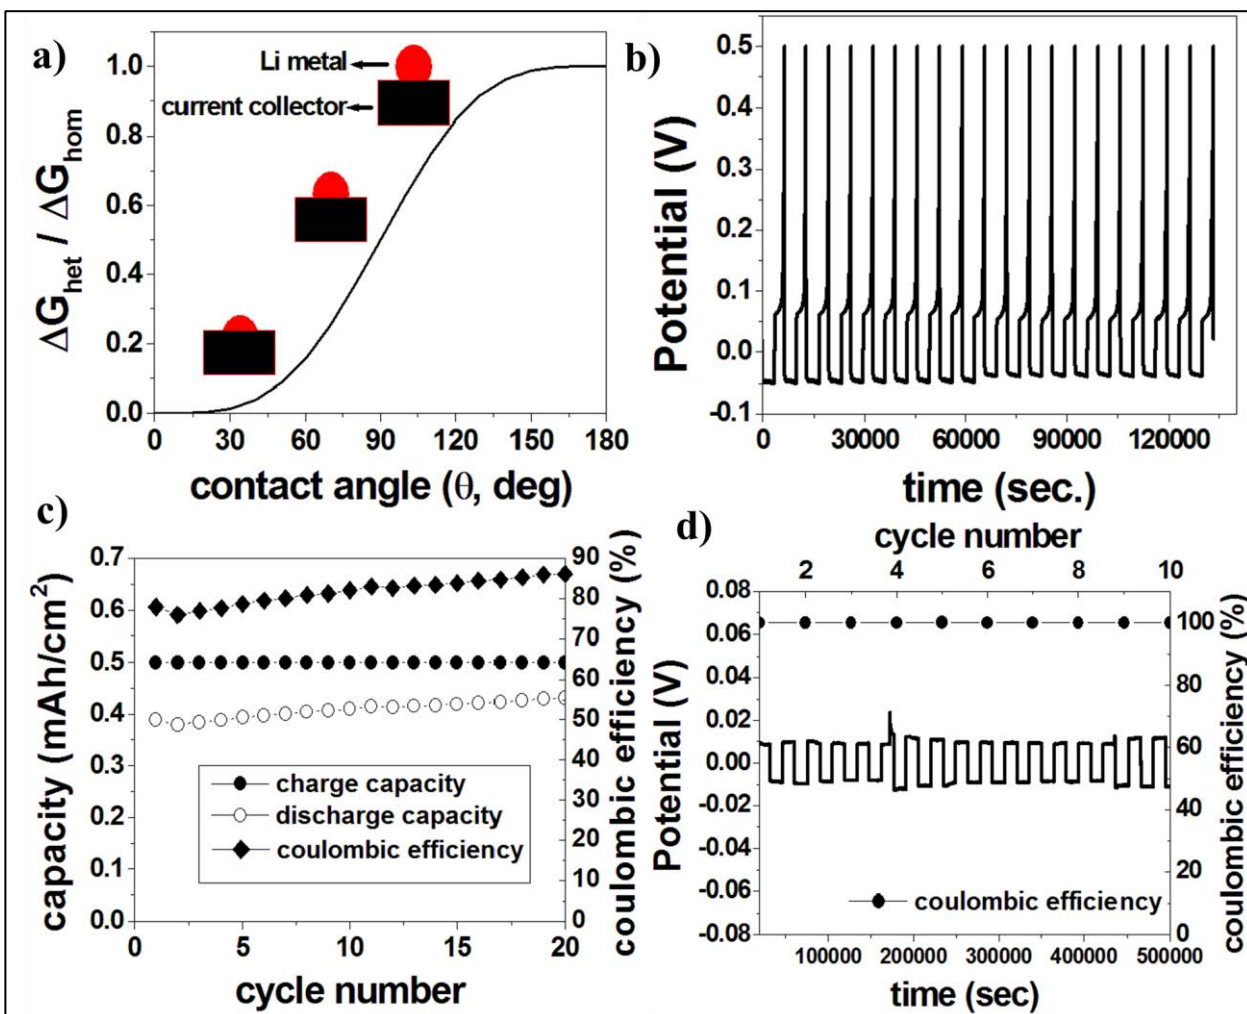 a)
Li metal
current collector
ΔG_het / ΔG_hom
1.0
0.8
0.6
0.4
0.2
0.0
0 30 60 90 120 150 180
contact angle (θ, deg)
b)
Potential (V)
0.5
0.4
0.3
0.2
0.1
0.0
-0.1
0 30000 60000 90000 120000
time (sec.)
c)
capacity (mAh/cm²)
0.7
0.6
0.5
0.4
0.3
0.2
0.1
0.0
charge capacity
discharge capacity
coulombic efficiency
90
80
70
60
50
40
30
20
10
0
coulombic efficiency (%)
0 5 10 15 20
cycle number
d)
cycle number
2 4 6 8 10
Potential (V)
0.08
0.06
0.04
0.02
0.00
-0.02
-0.04
-0.06
-0.08
coulombic efficiency
100
80
60
40
20
0
coulombic efficiency (%)
100000 200000 300000 400000 500000
time (sec)